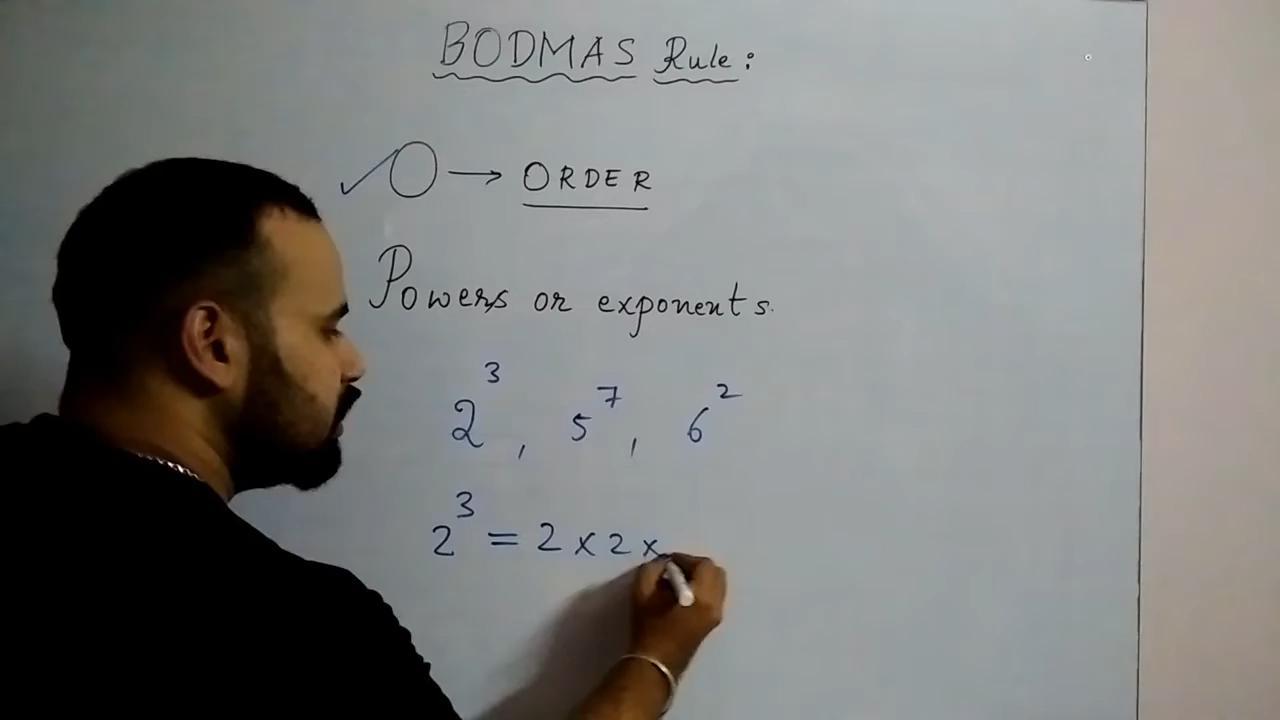 BODMAS Rule:
✓O → ORDER
Powers or exponents.
2³, 5⁷, 6²
2³ = 2 × 2 ×